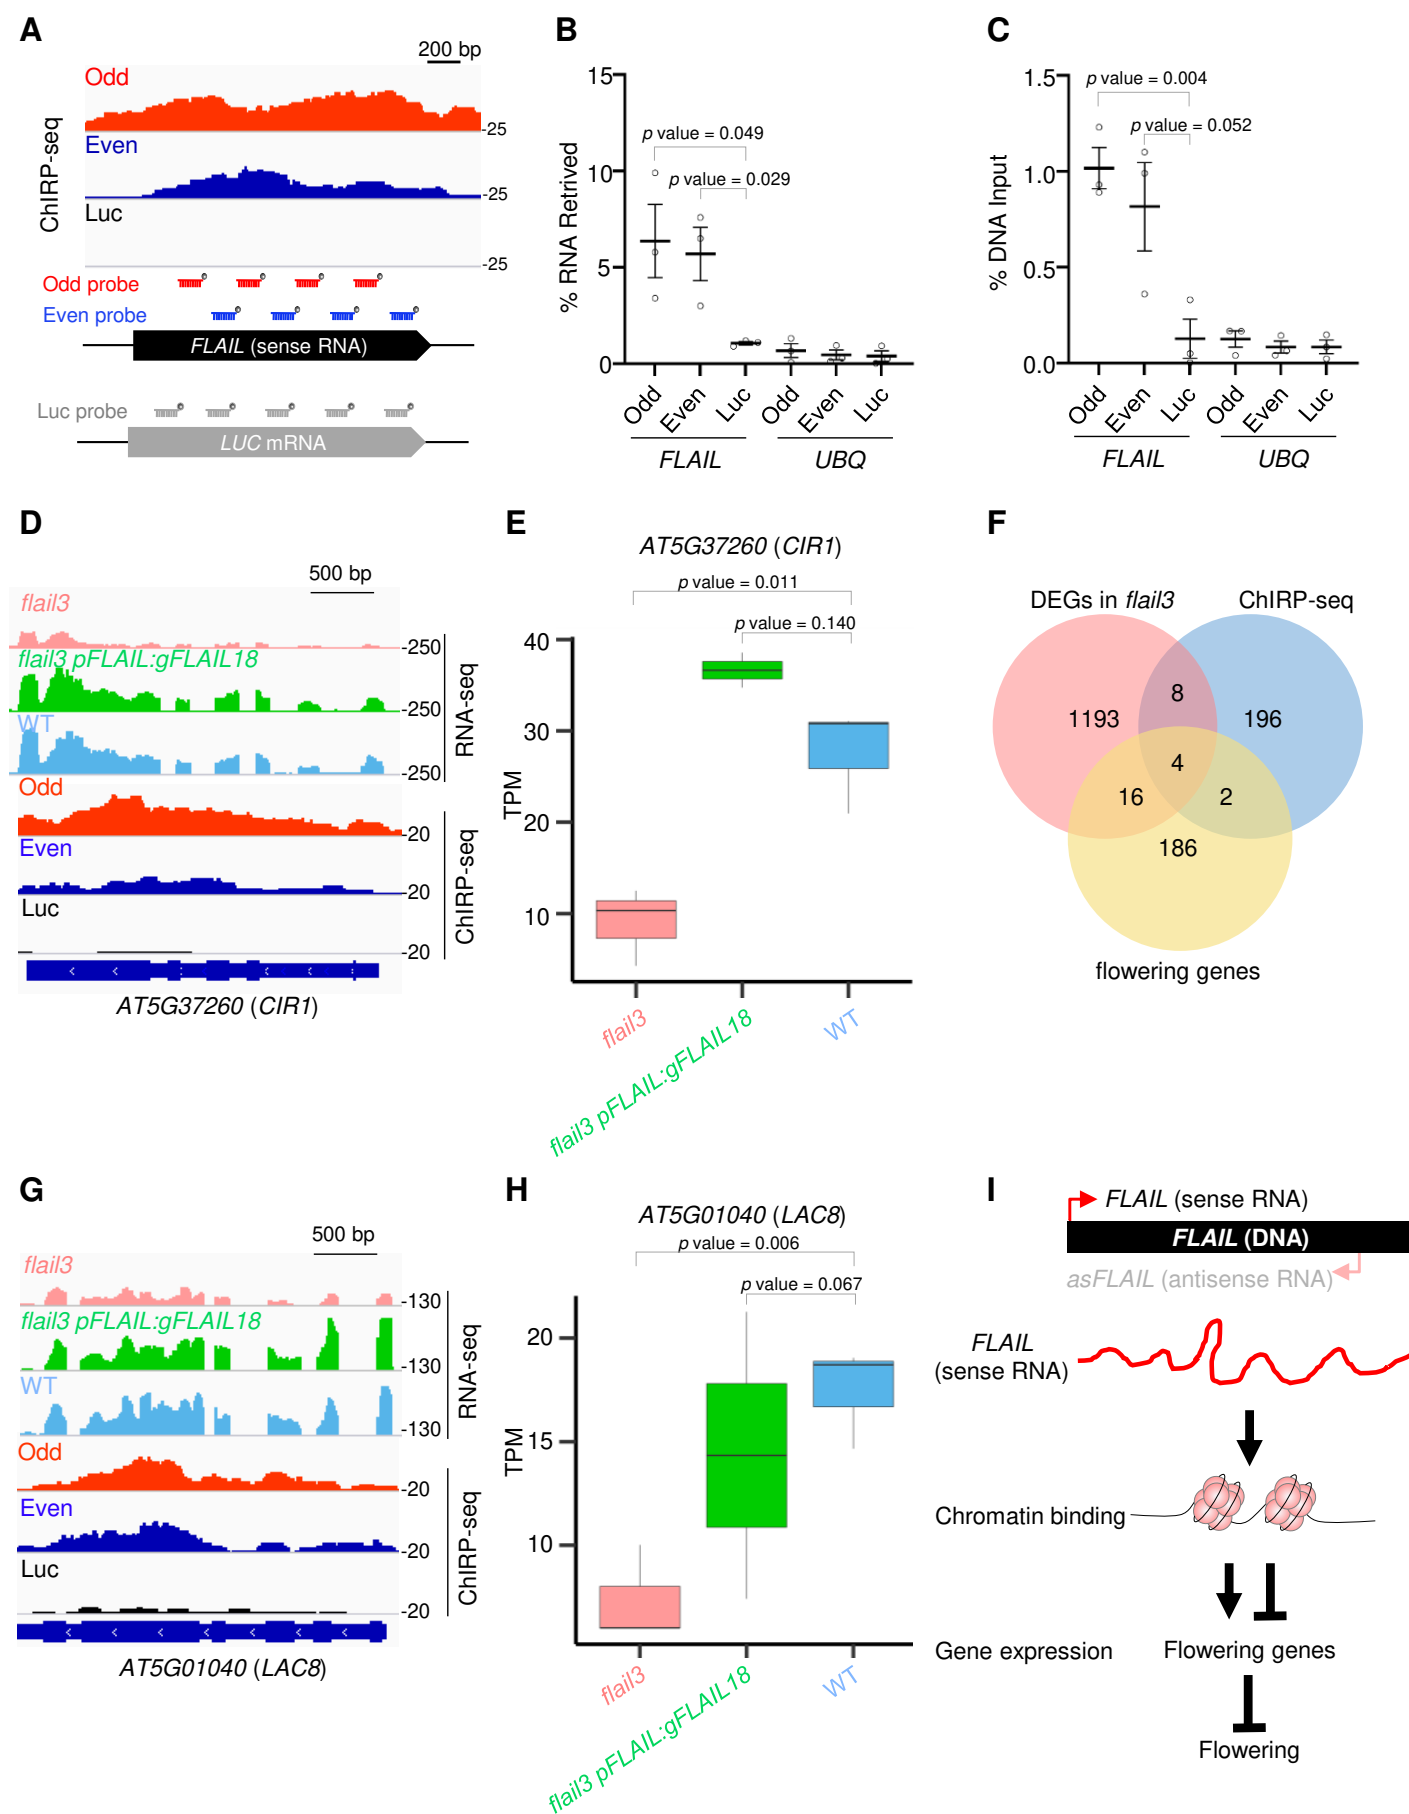 A
200 bp
ChIRP-seq
Odd
-25
Even
-25
Luc
-25
Odd probe
Even probe
FLAIL (sense RNA)
Luc probe
LUC mRNA
B
% RNA Retrived
15
10
5
0
p value = 0.049
p value = 0.029
Odd
Even
Luc
Odd
Even
Luc
FLAIL
UBQ
C
% DNA Input
1.5
1.0
0.5
0.0
p value = 0.004
p value = 0.052
Odd
Even
Luc
Odd
Even
Luc
FLAIL
UBQ
D
500 bp
flail3
-250
flail3 pFLAIL:gFLAIL18
-250
WT
-250
RNA-seq
Odd
-20
Even
-20
Luc
-20
ChIRP-seq
AT5G37260 (CIR1)
E
AT5G37260 (CIR1)
p value = 0.011
p value = 0.140
TPM
40
30
20
10
flail3
flail3 pFLAIL:gFLAIL18
WT
F
DEGs in flail3
ChIRP-seq
1193
8
196
4
16
2
186
flowering genes
G
500 bp
flail3
-130
flail3 pFLAIL:gFLAIL18
-130
WT
-130
RNA-seq
Odd
-20
Even
-20
Luc
-20
ChIRP-seq
AT5G01040 (LAC8)
H
AT5G01040 (LAC8)
p value = 0.006
p value = 0.067
TPM
20
15
10
flail3
flail3 pFLAIL:gFLAIL18
WT
I
FLAIL (sense RNA)
FLAIL (DNA)
asFLAIL (antisense RNA)
FLAIL
(sense RNA)
Chromatin binding
Gene expression
Flowering genes
Flowering